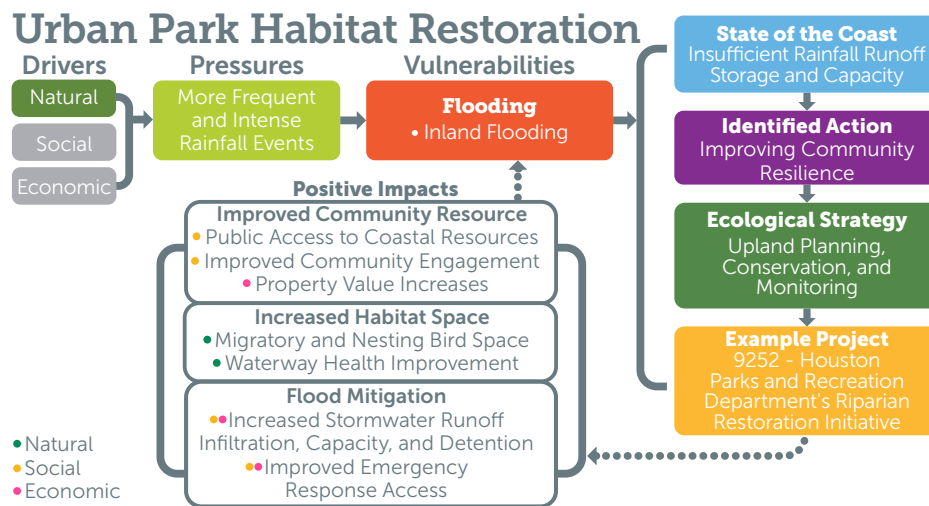 Urban Park Habitat Restoration
Drivers
Natural
Social
Economic
Pressures
More Frequent
and Intense
Rainfall Events
Vulnerabilities
Flooding
• Inland Flooding
State of the Coast
Insufficient Rainfall Runoff
Storage and Capacity
Identified Action
Improving Community
Resilience
Ecological Strategy
Upland Planning,
Conservation, and
Monitoring
Example Project
9252 - Houston
Parks and Recreation
Department's Riparian
Restoration Initiative
Positive Impacts
Improved Community Resource
• Public Access to Coastal Resources
• Improved Community Engagement
• Property Value Increases
Increased Habitat Space
• Migratory and Nesting Bird Space
• Waterway Health Improvement
Flood Mitigation
•• Increased Stormwater Runoff
Infiltration, Capacity, and Detention
•• Improved Emergency
Response Access
• Natural
• Social
• Economic